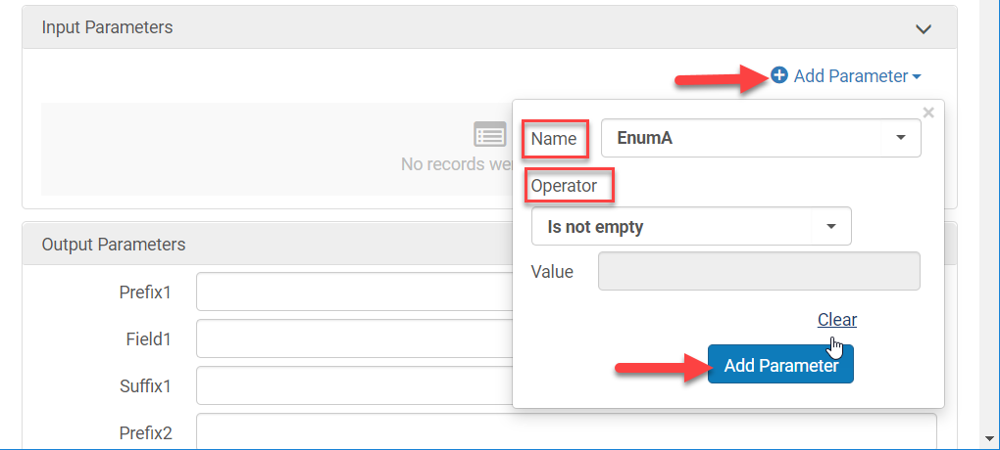 Input Parameters
Add Parameter
No records we
Name
EnumA
Operator
Is not empty
Value
Clear
Add Parameter
Output Parameters
Prefix1
Field1
Suffix1
Prefix2